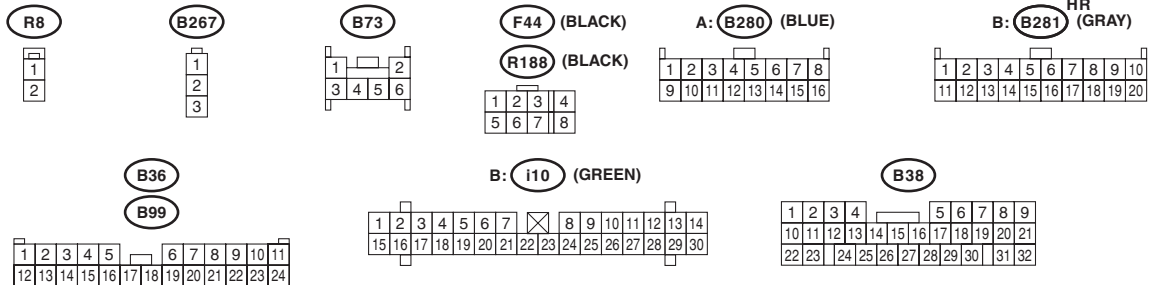 HR
R8 B267 B73 F44 (BLACK) A: B280 (BLUE) B: B281 (GRAY)
R188 (BLACK)
1
2
1
2
3
1 2
3 4 5 6
1 2 3 4
5 6 7 8
1 2 3 4 5 6 7 8
9 10 11 12 13 14 15 16
1 2 3 4 5 6 7 8 9 10
11 12 13 14 15 16 17 18 19 20
B36
B99
B: i10 (GREEN)
B38
1 2 3 4 5 6 7 8 9 10 11
12 13 14 15 16 17 18 19 20 21 22 23 24
1 2 3 4 5 6 7 8 9 10 11 12 13 14
15 16 17 18 19 20 21 22 23 24 25 26 27 28 29 30
1 2 3 4 5 6 7 8 9
10 11 12 13 14 15 16 17 18 19 20 21
22 23 24 25 26 27 28 29 30 31 32